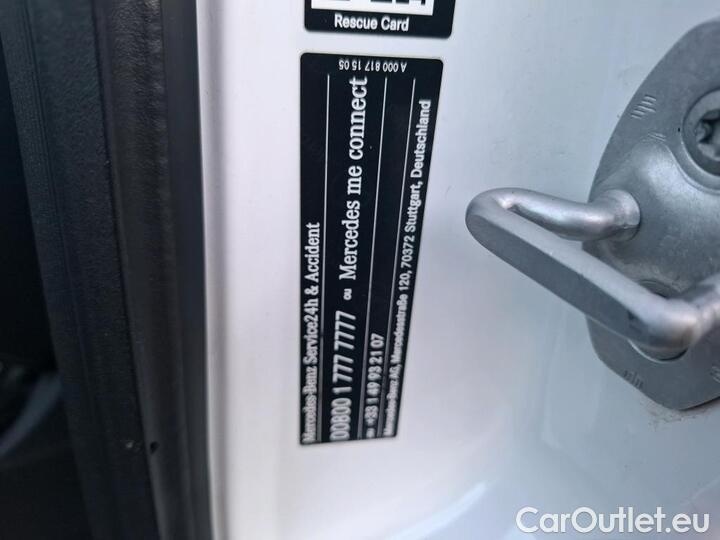 Rescue Card
A 000 817 15 05
Mercedes-Benz Service24h & Accident
00800 1 777 7777 ou Mercedes me connect
+33 1 49 93 21 07
Mercedes-Benz AG, Mercedesstraße 120, 70372 Stuttgart, Deutschland
CarOutlet.eu